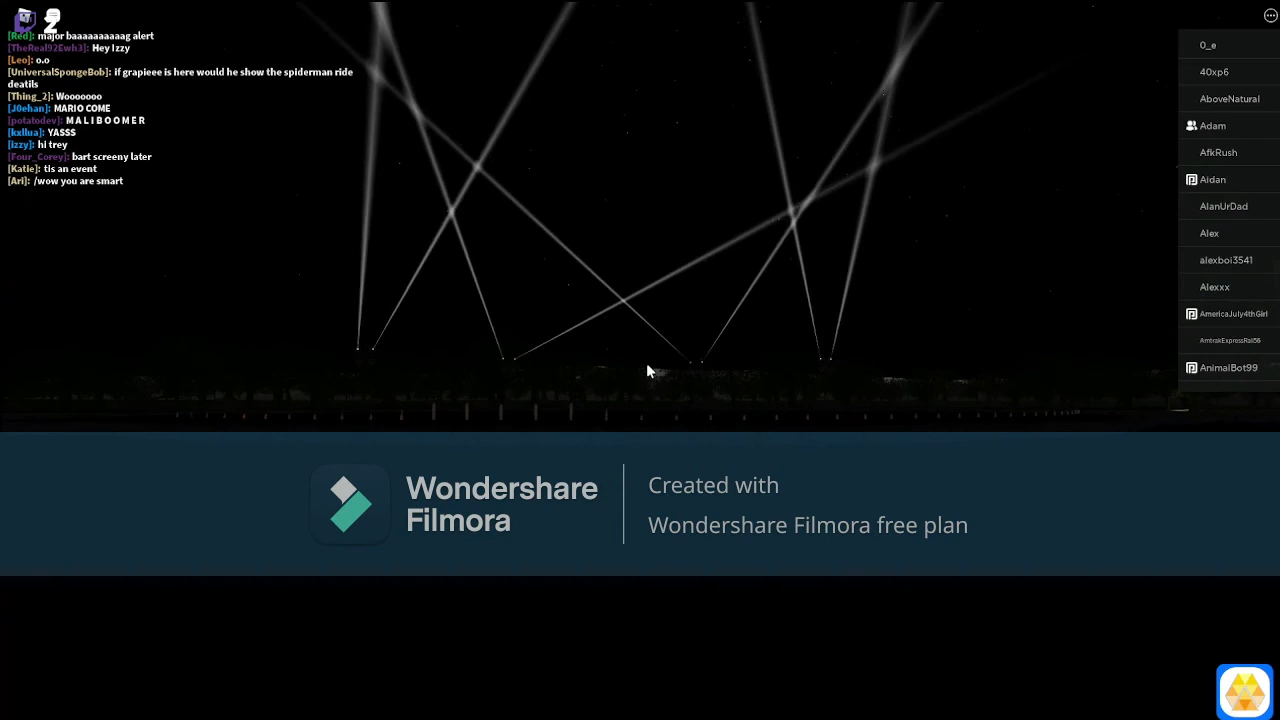 [Red]: major baaaaaaaaag alert
[TheReal92Ewh3]: Hey Izzy
[Leo]: o.o
[UniversalSpongeBob]: if grapieee is here would he show the spiderman ride
deatils
[Thing_2]: Wooooooo
[J0ehan]: MARIO COME
[potatodev]: M A L I B O O M E R
[kxllua]: YASSS
[izzy]: hi trey
[Four_Corey]: bart screeny later
[Katie]: tis an event
[Ari]: /wow you are smart
0_e
40xp6
AboveNatural
Adam
AfkRush
Aidan
AlanUrDad
Alex
alexboi3541
Alexxx
AmericaJuly4thGirl
AmtrakExpressRail56
AnimalBot99
Wondershare
Filmora
Created with
Wondershare Filmora free plan